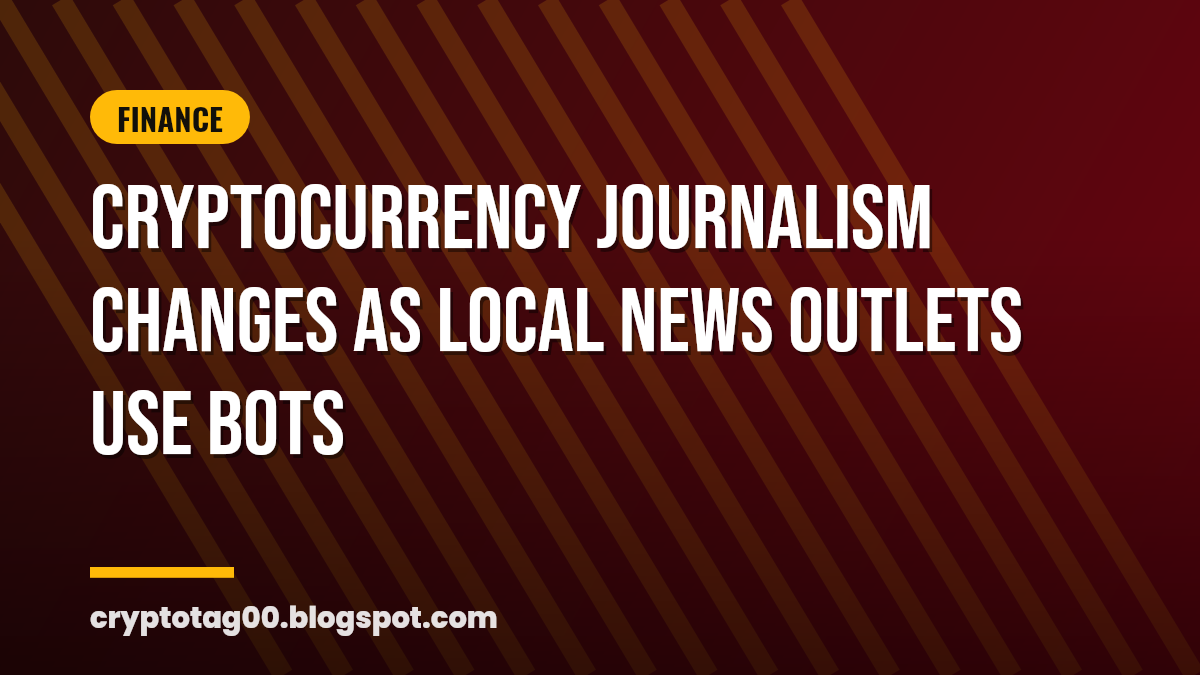 FINANCE
CRYPTOCURRENCY JOURNALISM
CHANGES AS LOCAL NEWS OUTLETS
USE BOTS
cryptotag00.blogspot.com